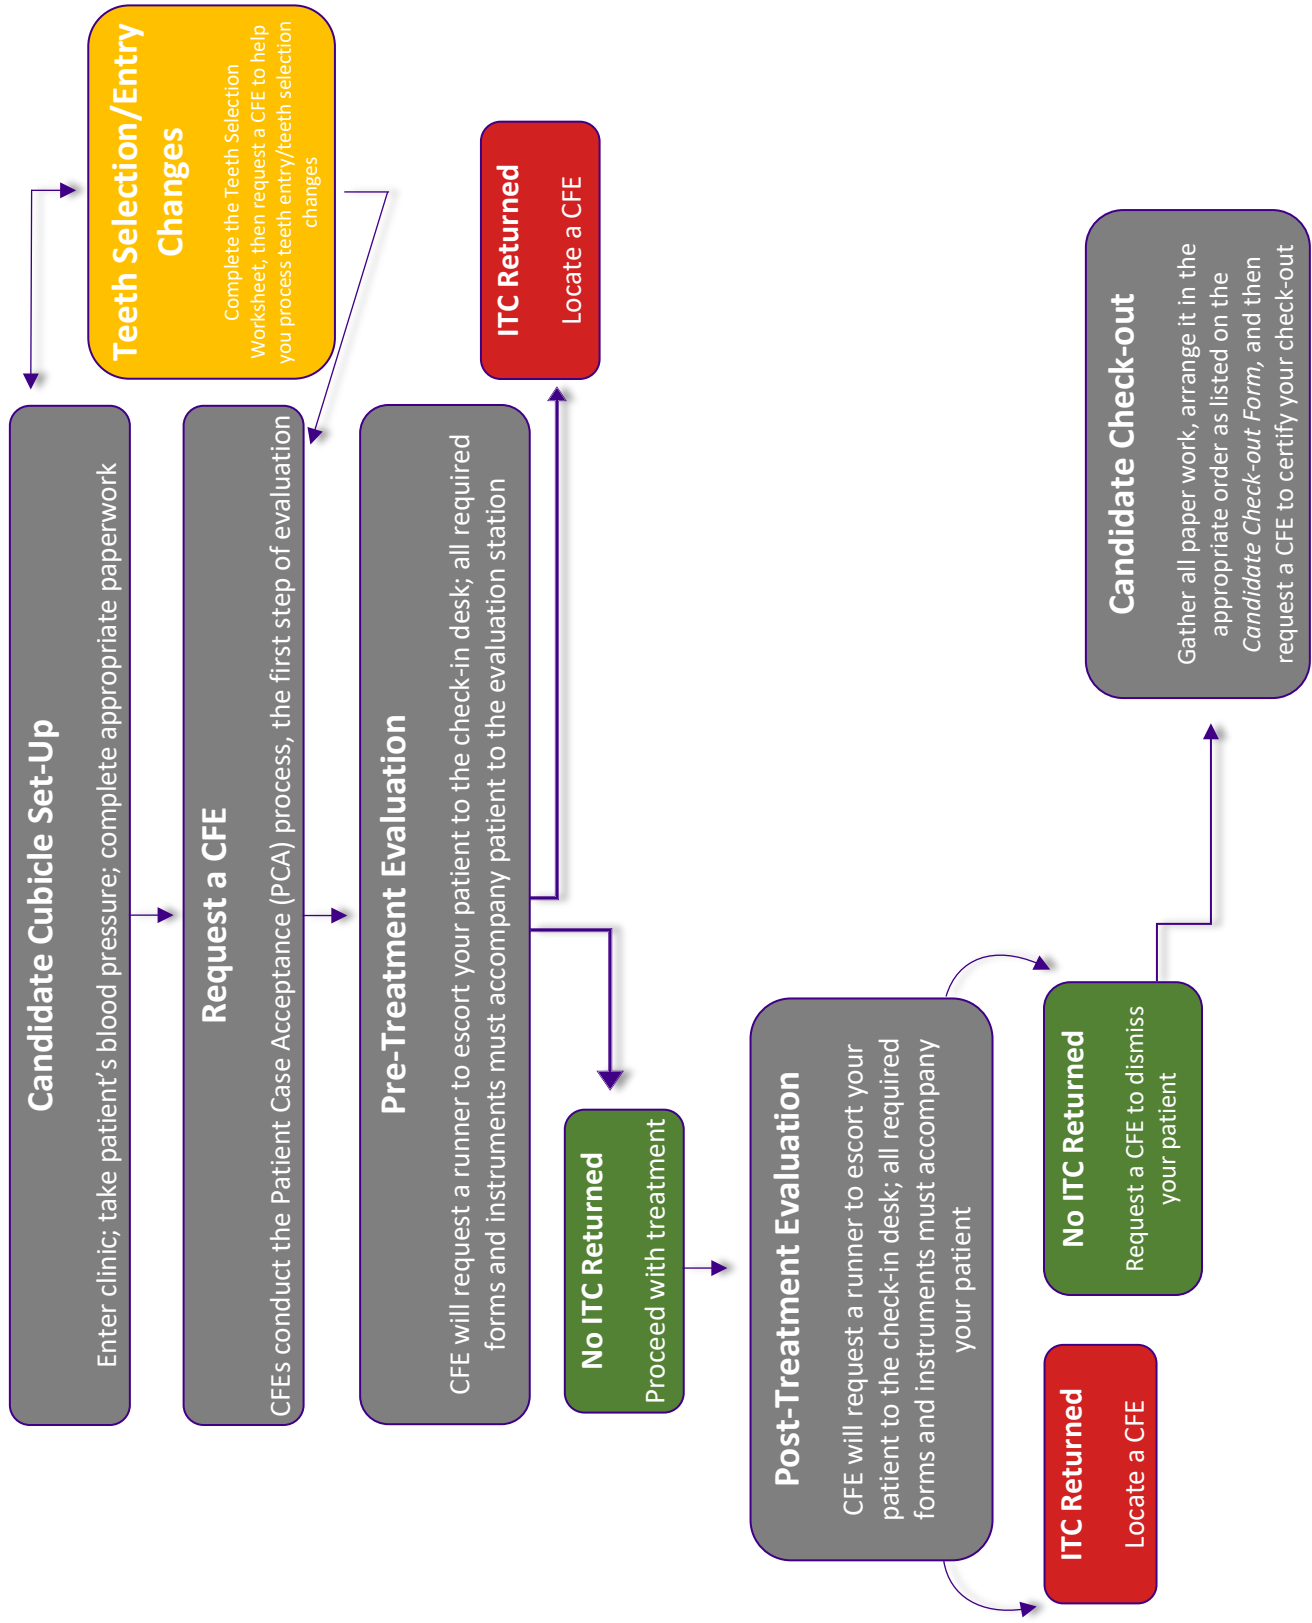 Candidate Cubicle Set-Up
Enter clinic; take patient’s blood pressure; complete appropriate paperwork
Teeth Selection/Entry
Changes
Complete the Teeth Selection
Worksheet, then request a CFE to help
you process teeth entry/teeth selection
changes
Request a CFE
CFEs conduct the Patient Case Acceptance (PCA) process, the first step of evaluation
Pre-Treatment Evaluation
CFE will request a runner to escort your patient to the check-in desk; all required
forms and instruments must accompany patient to the evaluation station
ITC Returned
Locate a CFE
No ITC Returned
Proceed with treatment
Post-Treatment Evaluation
CFE will request a runner to escort your
patient to the check-in desk; all required
forms and instruments must accompany
your patient
ITC Returned
Locate a CFE
No ITC Returned
Request a CFE to dismiss
your patient
Candidate Check-out
Gather all paper work, arrange it in the
appropriate order as listed on the
Candidate Check-out Form, and then
request a CFE to certify your check-out